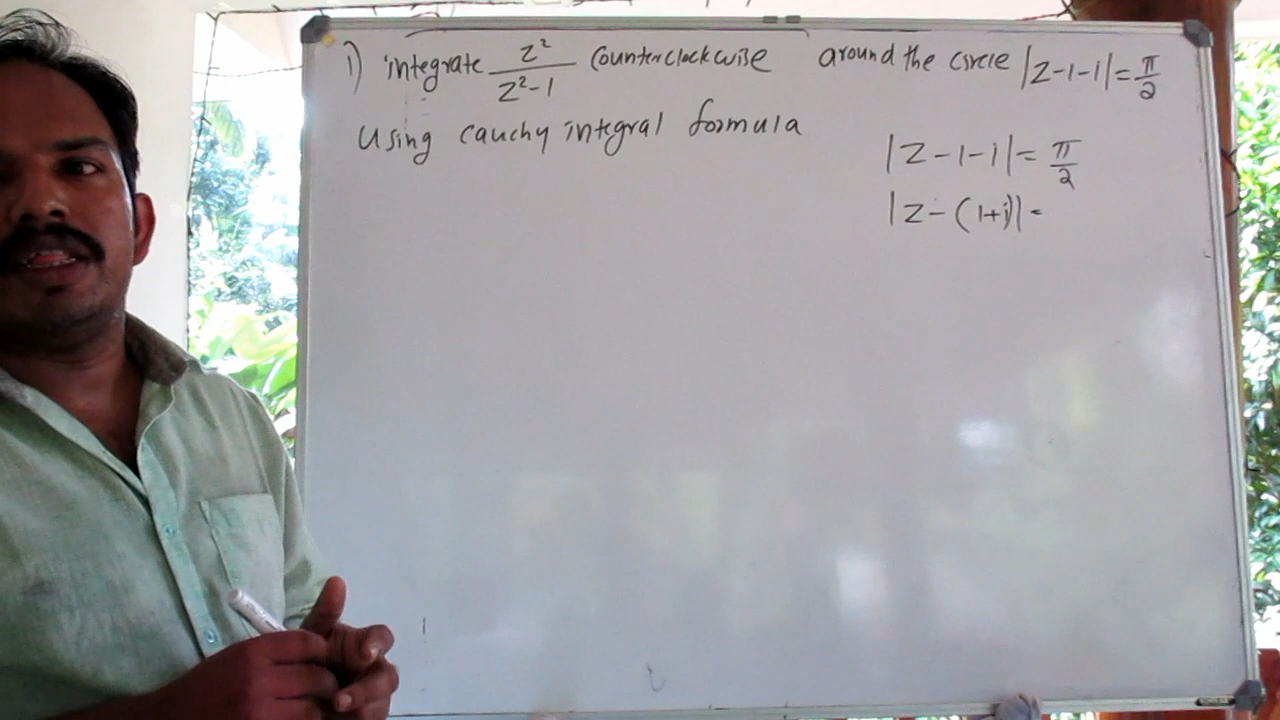 1) integrate z²/(z²-1) counterclockwise around the circle |z-1-i|=π/2
Using cauchy integral formula
|z-1-i|=π/2
|z-(1+i)|=